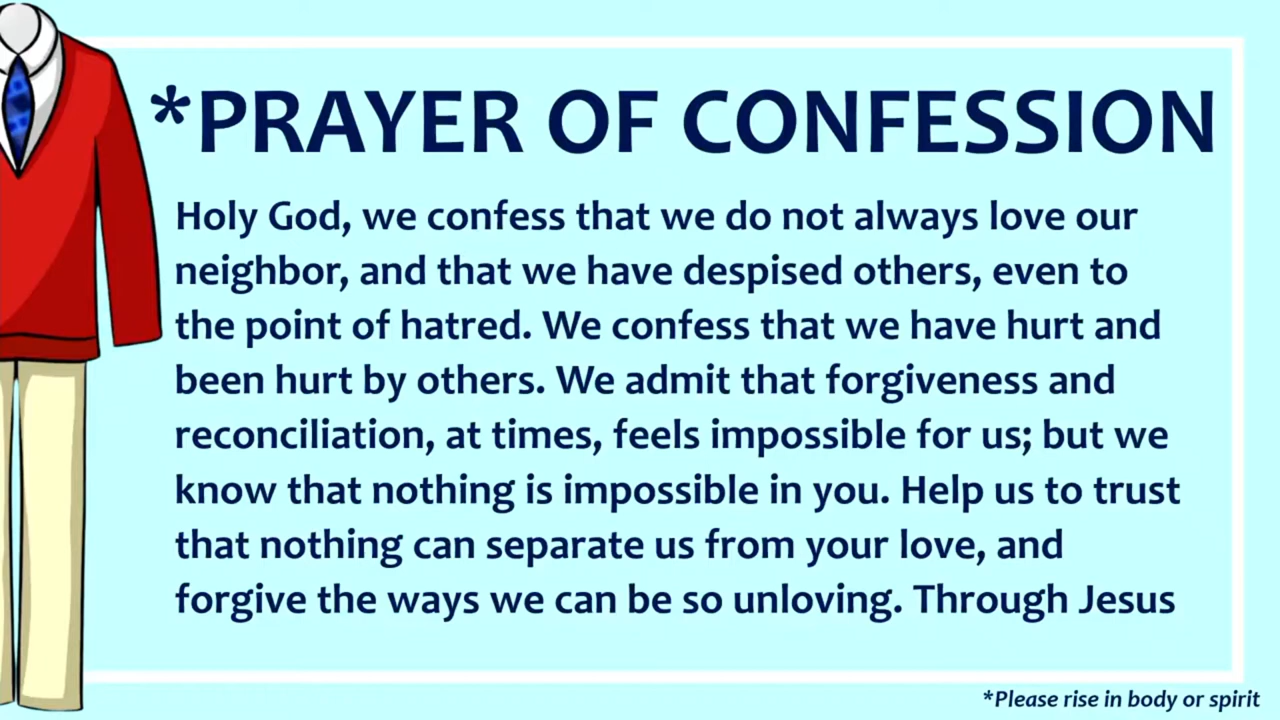 *PRAYER OF CONFESSION
Holy God, we confess that we do not always love our
neighbor, and that we have despised others, even to
the point of hatred. We confess that we have hurt and
been hurt by others. We admit that forgiveness and
reconciliation, at times, feels impossible for us; but we
know that nothing is impossible in you. Help us to trust
that nothing can separate us from your love, and
forgive the ways we can be so unloving. Through Jesus
*Please rise in body or spirit